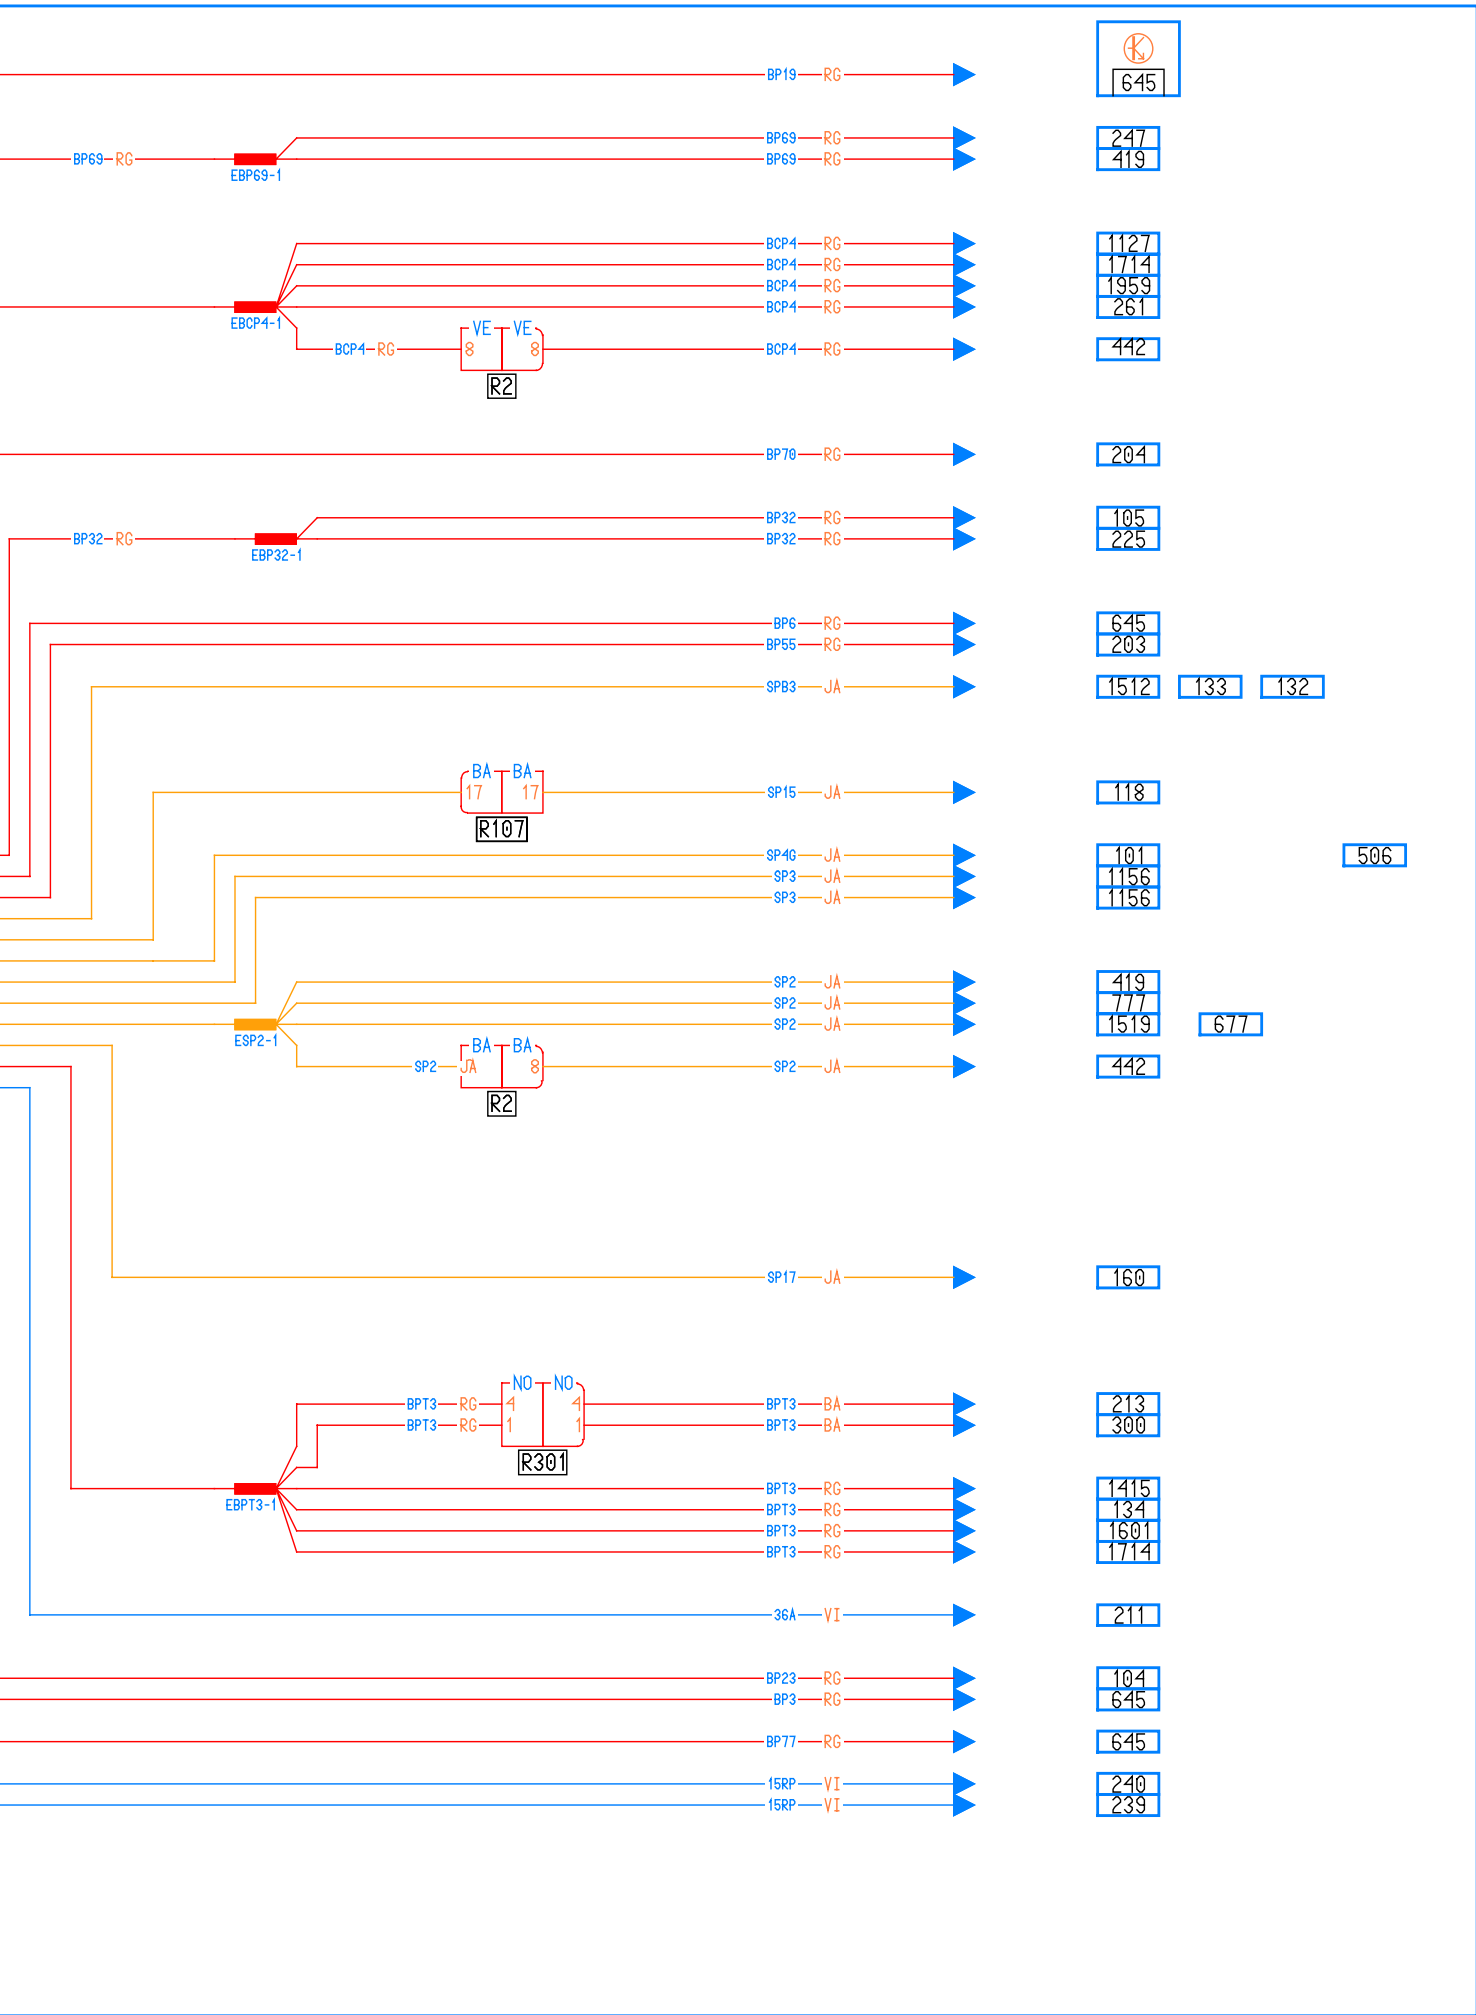 645
BP19 RG
BP69 RG 247
BP69 RG BP69 RG 419
EBP69-1
BCP4 RG 1127
BCP4 RG 1714
BCP4 RG 1959
BCP4 RG 261
EBCP4-1
VE VE
BCP4 RG 8 8 BCP4 RG 442
R2
BP70 RG 204
BP32 RG 105
BP32 RG BP32 RG 225
EBP32-1
BP6 RG 645
BP55 RG 203
SPB3 JA 1512 133 132
BA BA
17 17 SP15 JA 118
R107
SP4G JA 101 506
SP3 JA 1156
SP3 JA 1156
SP2 JA 419
SP2 JA 777
SP2 JA 1519 677
ESP2-1
BA BA
SP2 JA 8 SP2 JA 442
R2
SP17 JA 160
NO NO
BPT3 RG 4 4 BPT3 BA 213
BPT3 RG 1 1 BPT3 BA 300
R301
BPT3 RG 1415
EBPT3-1
BPT3 RG 134
BPT3 RG 1601
BPT3 RG 1714
36A VI 211
BP23 RG 104
BP3 RG 645
BP77 RG 645
15RP VI 240
15RP VI 239